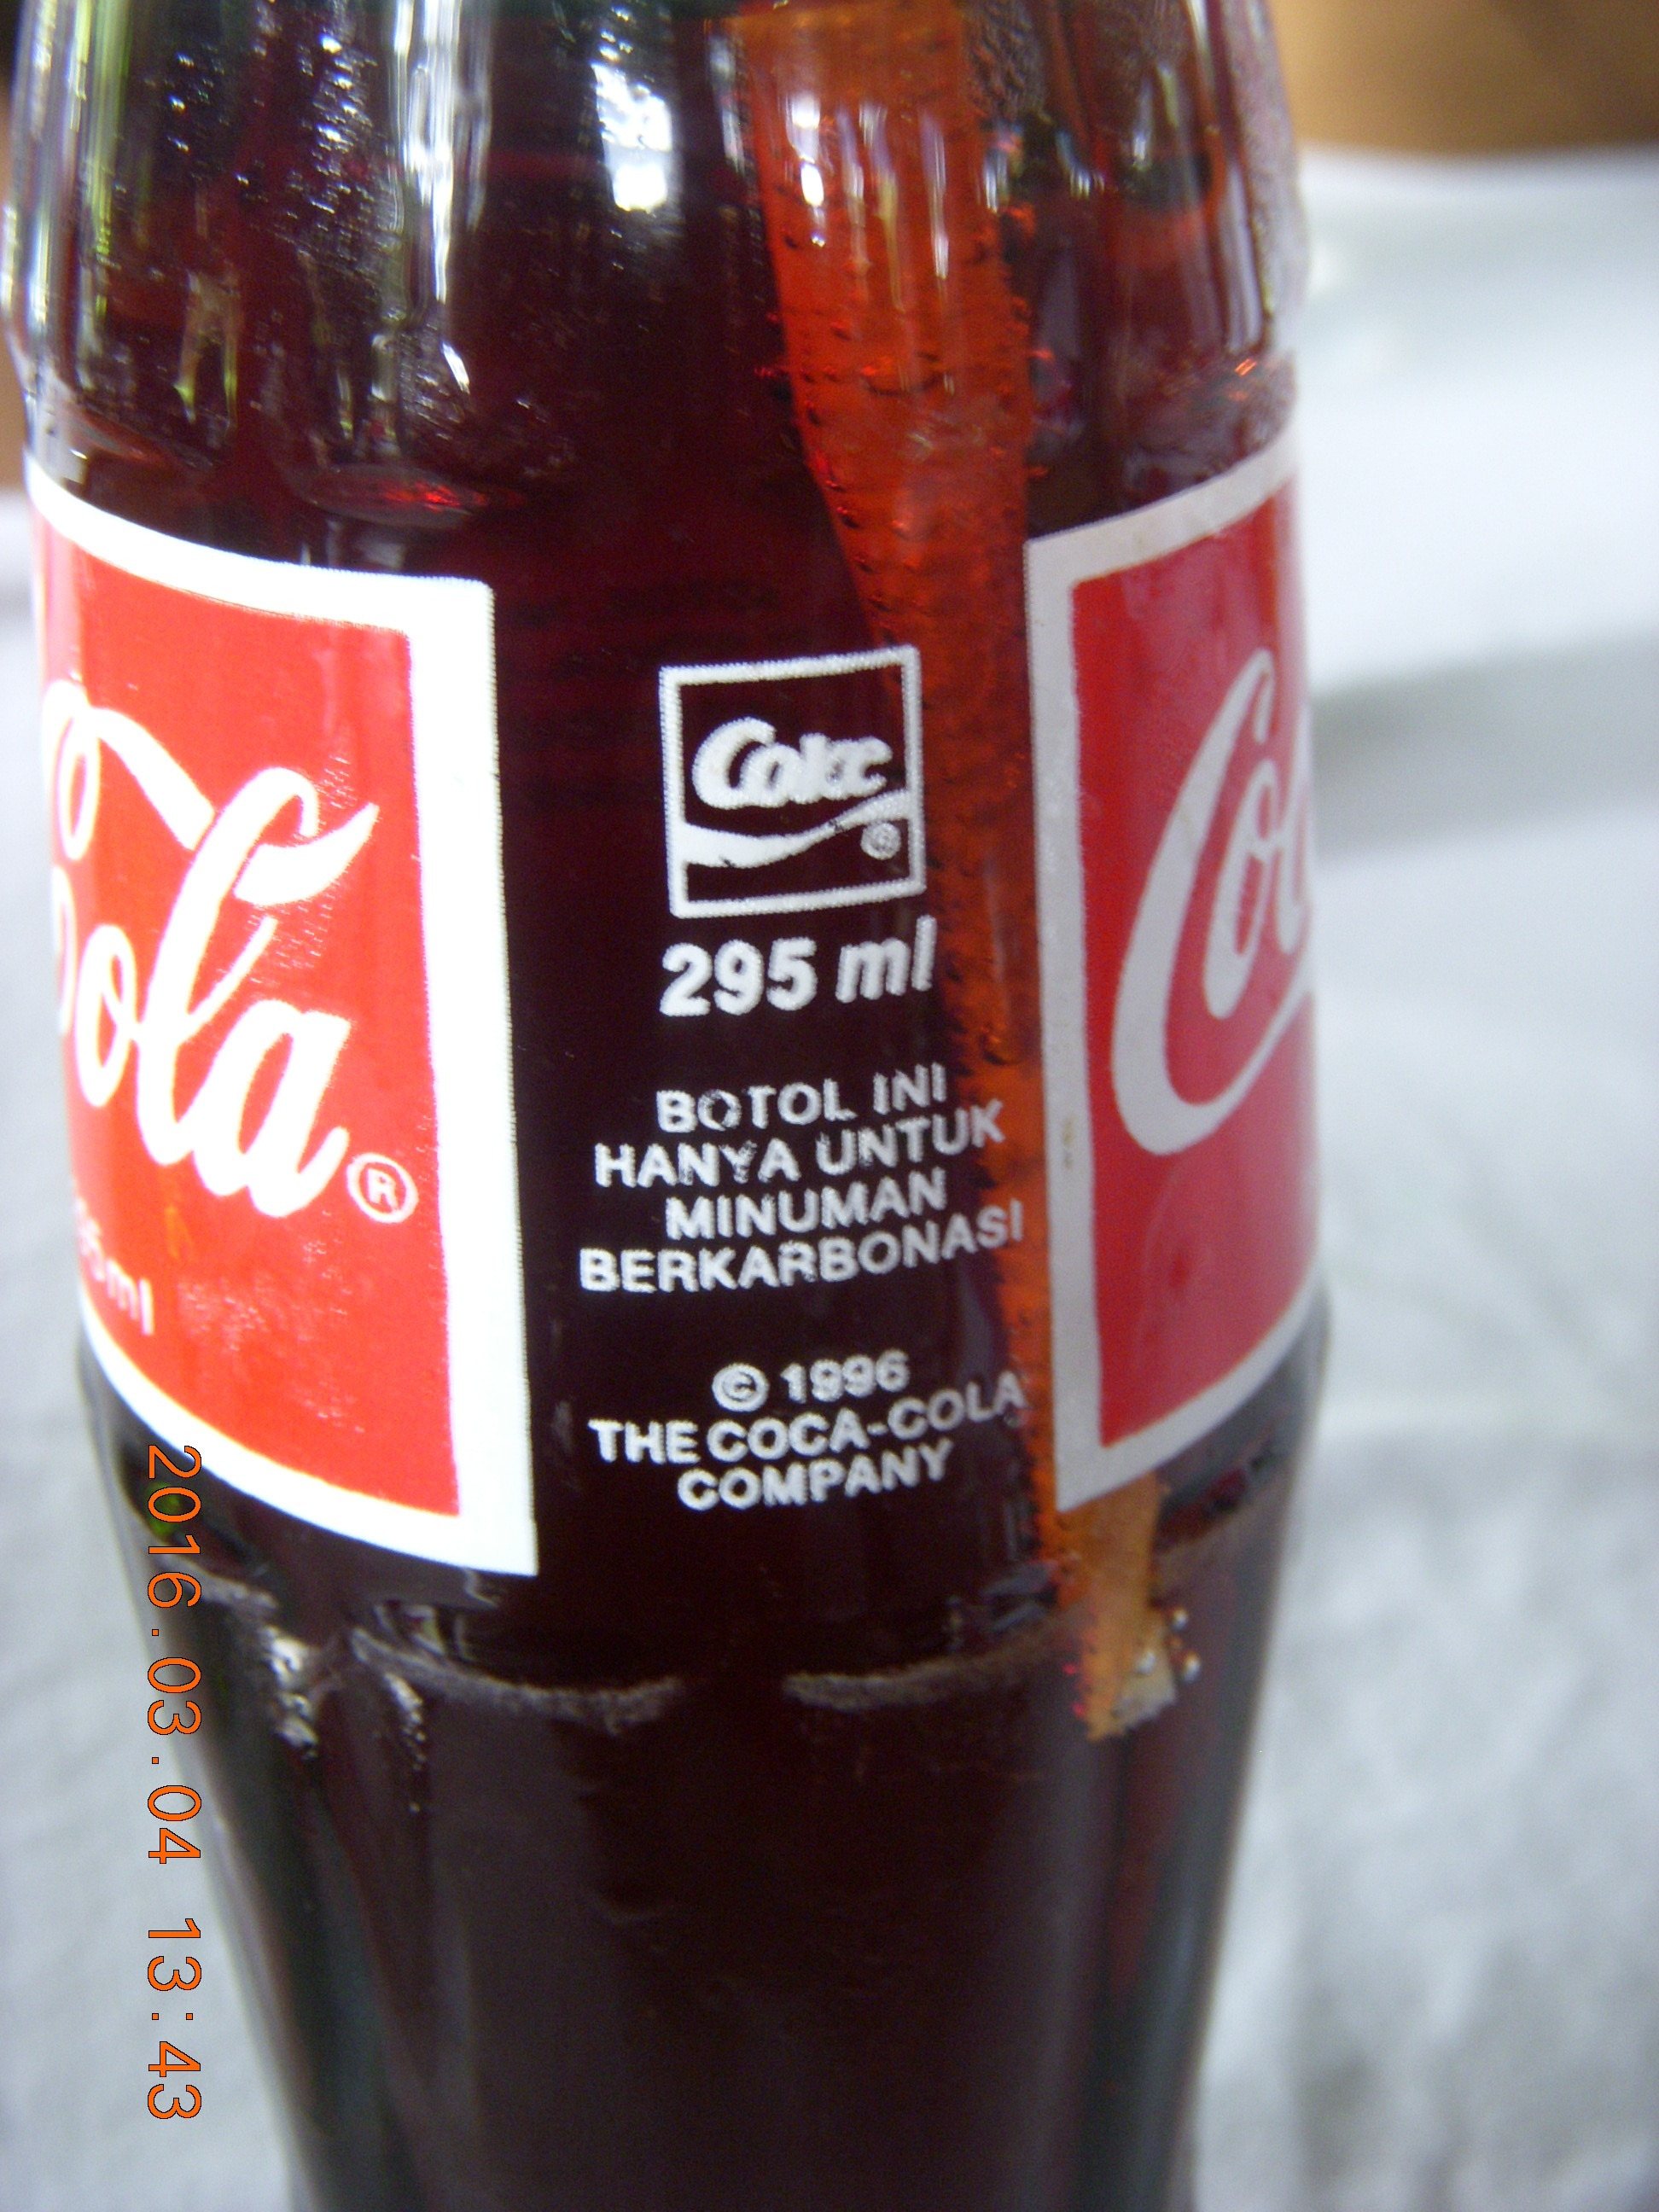 Cola®
95ml
Coke
®
295 ml
BOTOL INI
HANYA UNTUK
MINUMAN
BERKARBONASI
© 1996
THE COCA-COLA
COMPANY
2016.03.04 13:43